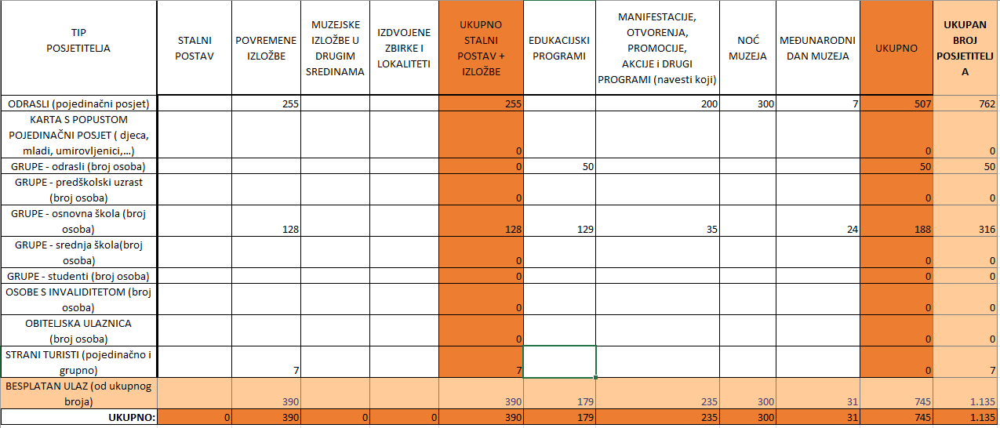 TIP
POSJETITELJA
STALNI
POSTAV
POVREMENE
IZLOŽBE
MUZEJSKE
IZLOŽBE U
DRUGIM
SREDINAMA
IZDVOJENE
ZBIRKE I
LOKALITETI
UKUPNO
STALNI
POSTAV +
IZLOŽBE
EDUKACIJSKI
PROGRAMI
MANIFESTACIJE,
OTVORENJA,
PROMOCIJE,
AKCIJE i DRUGI
PROGRAMI (navesti koji)
NOĆ
MUZEJA
MEĐUNARODNI
DAN MUZEJA
UKUPNO
UKUPAN
BROJ
POSJETITELJ
A
ODRASLI (pojedinačni posjet) 255 255 200 300 7 507 762
KARTA S POPUSTOM
POJEDINAČNI POSJET ( djeca,
mladi, umirovljenici,...) 0 0 0
GRUPE - odrasli (broj osoba) 0 50 50 50
GRUPE - predškolski uzrast
(broj osoba) 0 0 0
GRUPE - osnovna škola (broj
osoba) 128 128 129 35 24 188 316
GRUPE - srednja škola(broj
osoba) 0 0 0
GRUPE - studenti (broj osoba) 0 0 0
OSOBE S INVALIDITETOM (broj
osoba) 0 0 0
OBITELJSKA ULAZNICA
(broj osoba) 0 0 0
STRANI TURISTI (pojedinačno i
grupno) 7 7 0 7
BESPLATAN ULAZ (od ukupnog
broja) 390 390 179 235 300 31 745 1.135
UKUPNO: 0 390 0 0 390 179 235 300 31 745 1.135